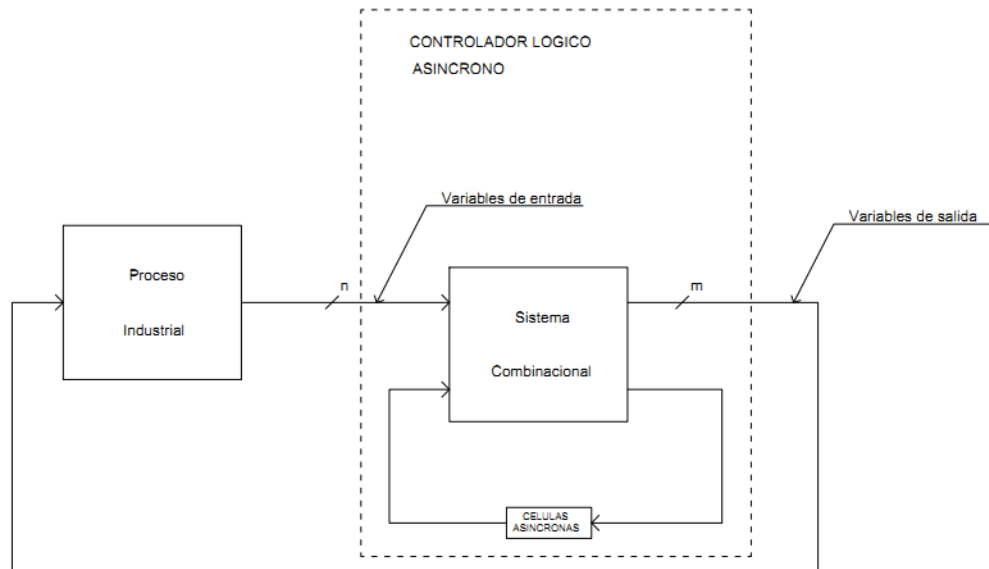 CONTROLADOR LOGICO
ASINCRONO
Variables de entrada
Variables de salida
Proceso
Industrial
n
Sistema
Combinacional
m
CELULAS
ASINCRONAS